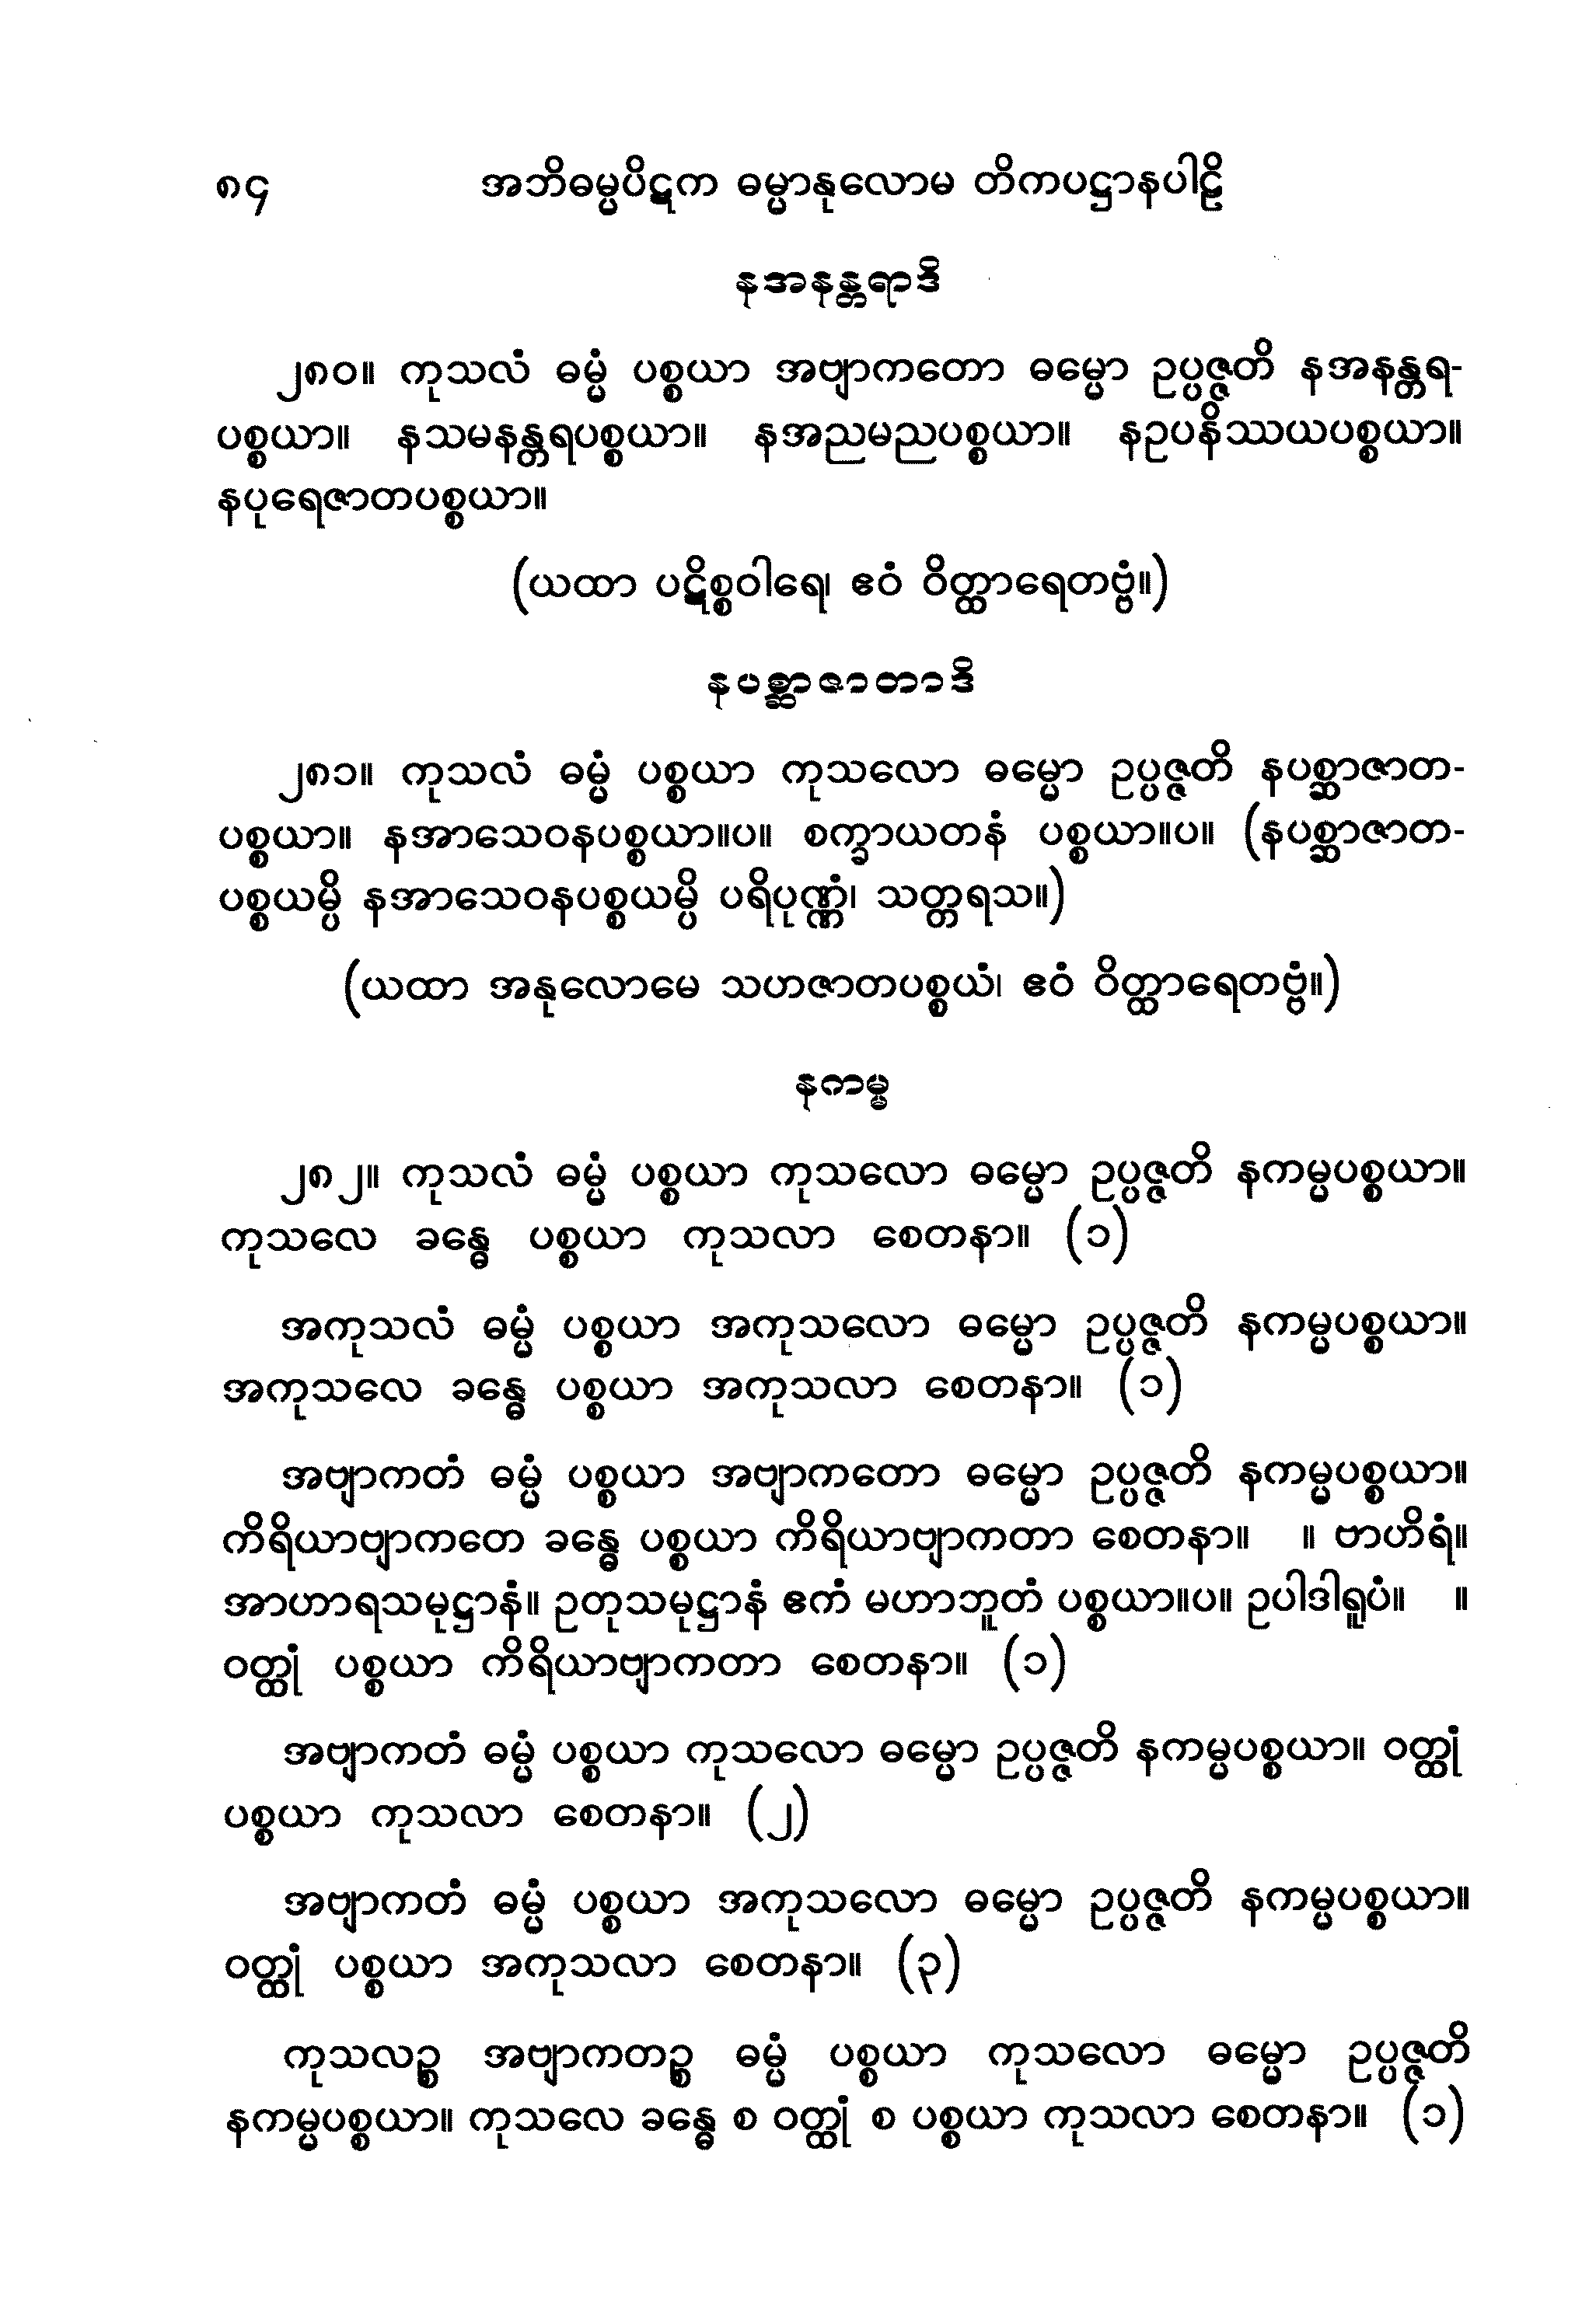 ၈၄ အဘိဓမ္မပိဋက ဓမ္မာနုလောမ တိကပဋ္ဌာနပါဠိ
နအနန္တရာဒိ
၂၈၀။ ကုသလံ ဓမ္မံ ပစ္စယာ အဗျာကတော ဓမ္မော ဥပ္ပဇ္ဇတိ နအနန္တရ-
ပစ္စယာ။ နသမနန္တရပစ္စယာ။ နအညမညပစ္စယာ။ နဥပနိဿယပစ္စယာ။
နပုရေဇာတပစ္စယာ။
(ယထာ ပဋိစ္စဝါရေ၊ ဧဝံ ဝိတ္ထာရေတဗ္ဗံ။)
နပစ္ဆာဇာတာဒိ
၂၈၁။ ကုသလံ ဓမ္မံ ပစ္စယာ ကုသလော ဓမ္မော ဥပ္ပဇ္ဇတိ နပစ္ဆာဇာတ-
ပစ္စယာ။ နအာသေဝနပစ္စယာ။ပ။ စက္ခာယတနံ ပစ္စယာ။ပ။ (နပစ္ဆာဇာတ-
ပစ္စယမ္ပိ နအာသေဝနပစ္စယမ္ပိ ပရိပုဏ္ဏံ၊ သတ္တရသ။)
(ယထာ အနုလောမေ သဟဇာတပစ္စယံ၊ ဧဝံ ဝိတ္ထာရေတဗ္ဗံ။)
နကမ္မ
၂၈၂။ ကုသလံ ဓမ္မံ ပစ္စယာ ကုသလော ဓမ္မော ဥပ္ပဇ္ဇတိ နကမ္မပစ္စယာ။
ကုသလေ ခန္ဓေ ပစ္စယာ ကုသလာ စေတနာ။ (၁)
အကုသလံ ဓမ္မံ ပစ္စယာ အကုသလော ဓမ္မော ဥပ္ပဇ္ဇတိ နကမ္မပစ္စယာ။
အကုသလေ ခန္ဓေ ပစ္စယာ အကုသလာ စေတနာ။ (၁)
အဗျာကတံ ဓမ္မံ ပစ္စယာ အဗျာကတော ဓမ္မော ဥပ္ပဇ္ဇတိ နကမ္မပစ္စယာ။
ကိရိယာဗျာကတေ ခန္ဓေ ပစ္စယာ ကိရိယာဗျာကတာ စေတနာ။ ။ ဗာဟိရံ။
အာဟာရသမုဋ္ဌာနံ။ ဥတုသမုဋ္ဌာနံ ဧကံ မဟာဘူတံ ပစ္စယာ။ပ။ ဥပါဒါရူပံ။ ။
ဝတ္ထုံ ပစ္စယာ ကိရိယာဗျာကတာ စေတနာ။ (၁)
အဗျာကတံ ဓမ္မံ ပစ္စယာ ကုသလော ဓမ္မော ဥပ္ပဇ္ဇတိ နကမ္မပစ္စယာ။ ဝတ္ထုံ
ပစ္စယာ ကုသလာ စေတနာ။ (၂)
အဗျာကတံ ဓမ္မံ ပစ္စယာ အကုသလော ဓမ္မော ဥပ္ပဇ္ဇတိ နကမ္မပစ္စယာ။
ဝတ္ထုံ ပစ္စယာ အကုသလာ စေတနာ။ (၃)
ကုသလဉ္စ အဗျာကတဉ္စ ဓမ္မံ ပစ္စယာ ကုသလော ဓမ္မော ဥပ္ပဇ္ဇတိ
နကမ္မပစ္စယာ။ ကုသလေ ခန္ဓေ စ ဝတ္ထုံ စ ပစ္စယာ ကုသလာ စေတနာ။ (၁)